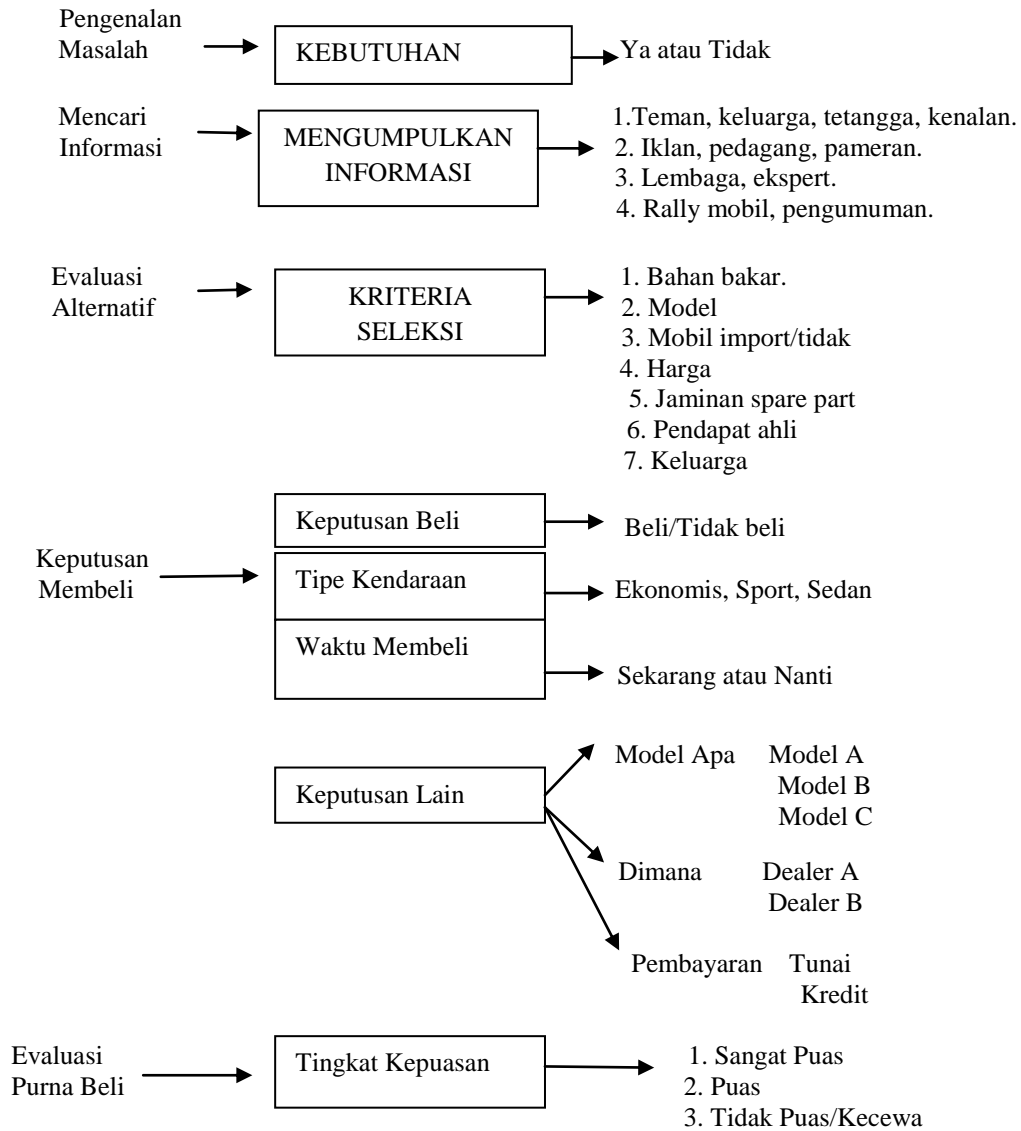 Pengenalan
Masalah
KEBUTUHAN
Ya atau Tidak
Mencari
Informasi
MENGUMPULKAN
INFORMASI
1.Teman, keluarga, tetangga, kenalan.
2. Iklan, pedagang, pameran.
3. Lembaga, ekspert.
4. Rally mobil, pengumuman.
Evaluasi
Alternatif
KRITERIA
SELEKSI
1. Bahan bakar.
2. Model
3. Mobil import/tidak
4. Harga
5. Jaminan spare part
6. Pendapat ahli
7. Keluarga
Keputusan
Membeli
Keputusan Beli
Beli/Tidak beli
Tipe Kendaraan
Ekonomis, Sport, Sedan
Waktu Membeli
Sekarang atau Nanti
Keputusan Lain
Model Apa Model A
Model B
Model C
Dimana Dealer A
Dealer B
Pembayaran Tunai
Kredit
Evaluasi
Purna Beli
Tingkat Kepuasan
1. Sangat Puas
2. Puas
3. Tidak Puas/Kecewa